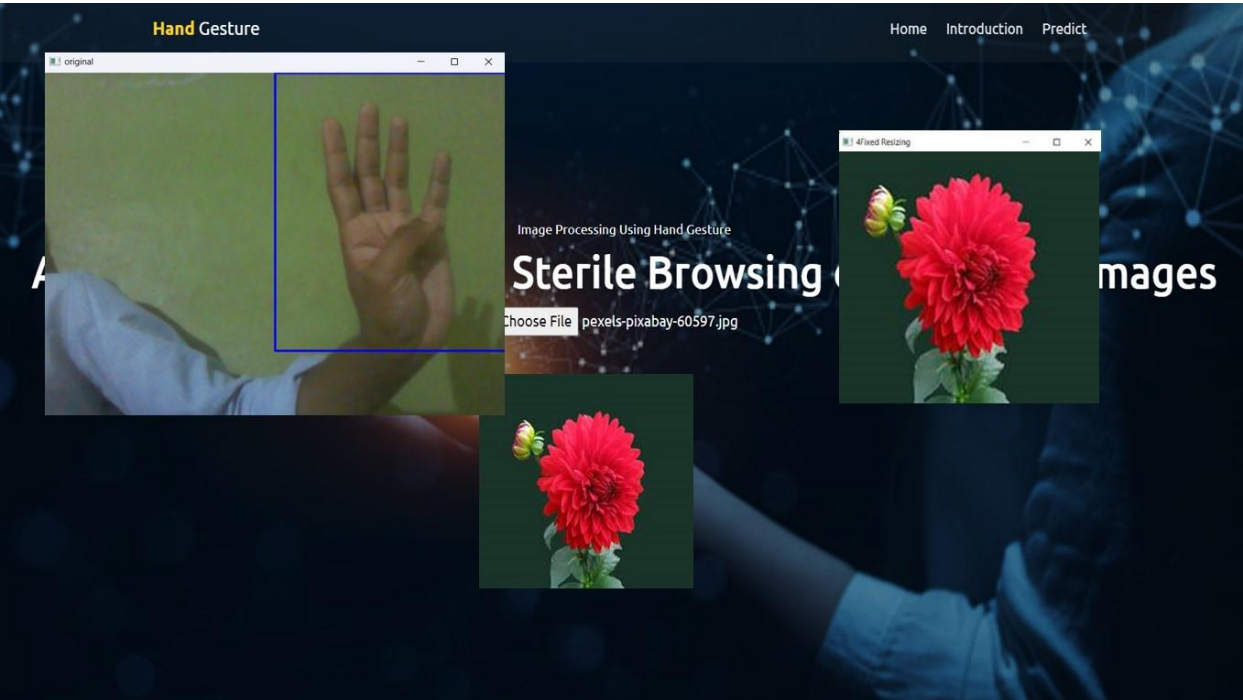 Hand Gesture
Home Introduction Predict
original
4Fixed Resizing
Image Processing Using Hand Gesture
Sterile Browsing
Choose File pexels-pixabay-60597.jpg